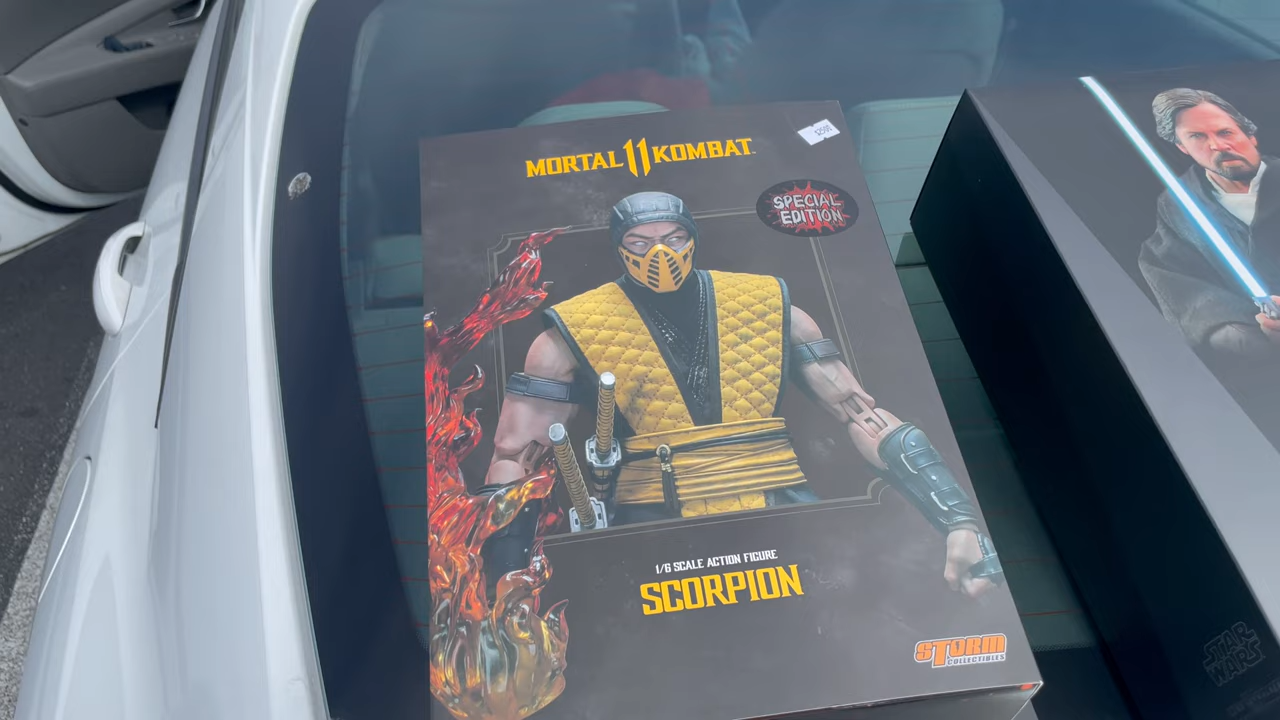 MORTAL 11 KOMBAT
SPECIAL
EDITION
1/6 SCALE ACTION FIGURE
SCORPION
STORM
COLLECTIBLES
STAR
WARS